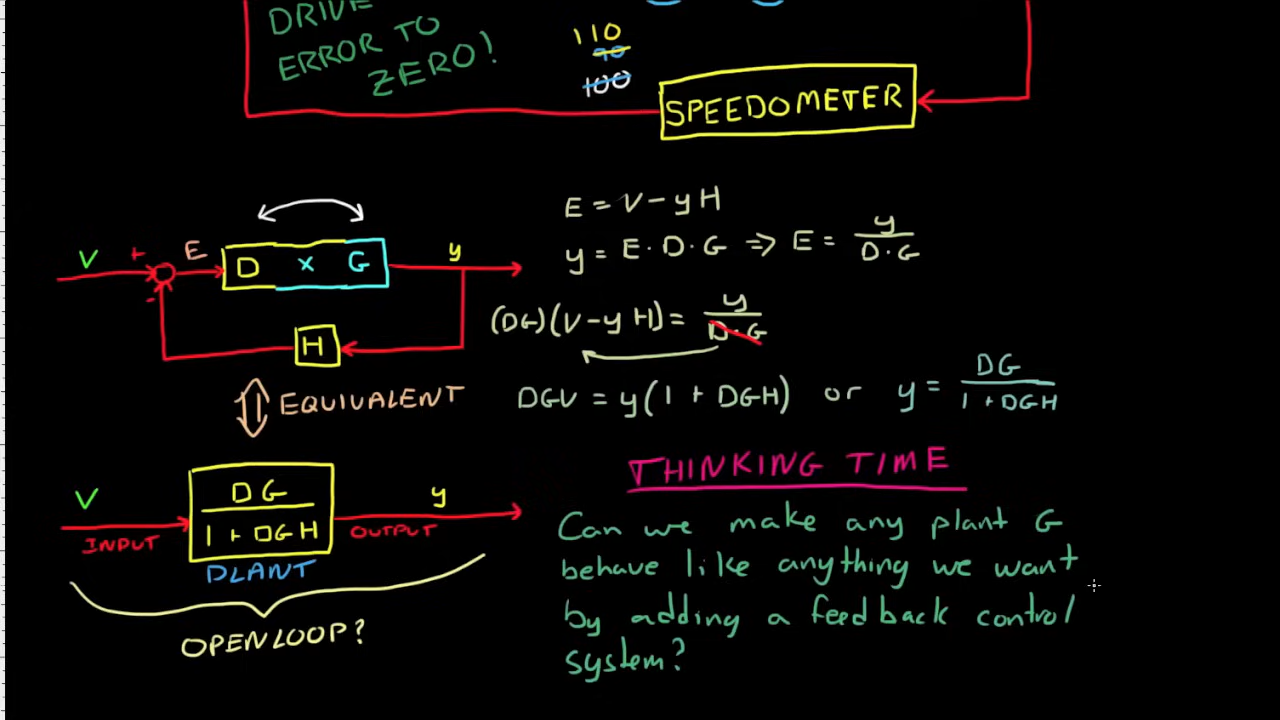 DRIVE
ERROR TO
ZERO!
110
90
100
SPEEDOMETER
V + E D x G y
-
H
E = V - yH
y = E · D · G ⇒ E = y / D · G
(DG)(V - yH) = y / D · G
DGV = y(1 + DGH) or y = DG / 1 + DGH
EQUIVALENT
V DG / 1 + DGH y
INPUT OUTPUT
PLANT
OPEN LOOP?
THINKING TIME
Can we make any plant G
behave like anything we want
by adding a feedback control
system?